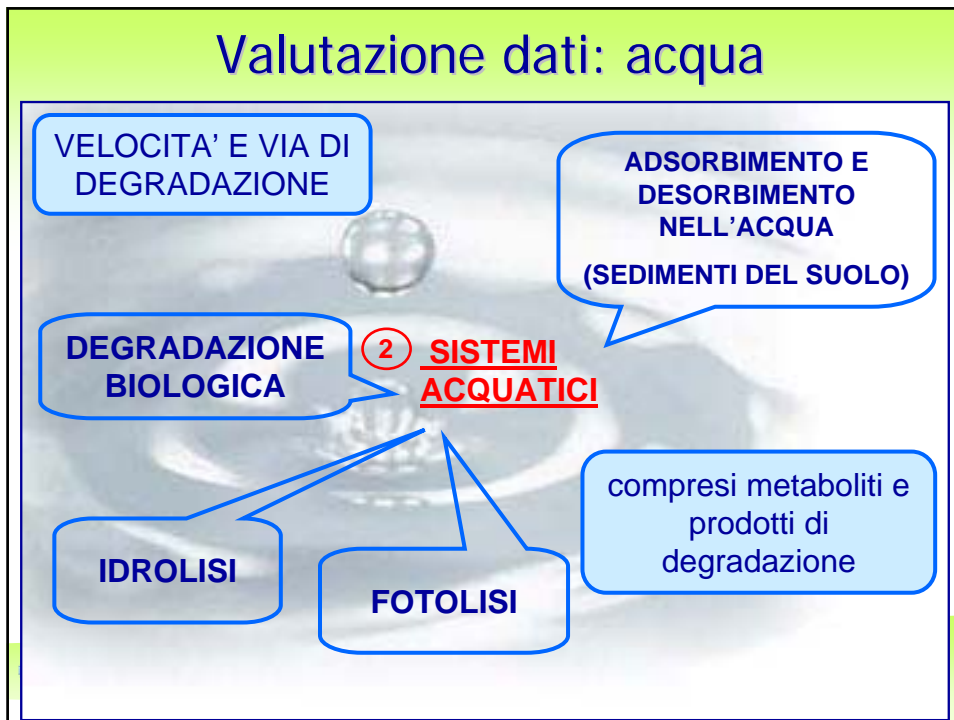 Valutazione dati: acqua
VELOCITA' E VIA DI
DEGRADAZIONE
ADSORBIMENTO E
DESORBIMENTO
NELL'ACQUA
(SEDIMENTI DEL SUOLO)
DEGRADAZIONE
BIOLOGICA
2 SISTEMI
ACQUATICI
compresi metaboliti e
prodotti di
degradazione
IDROLISI
FOTOLISI